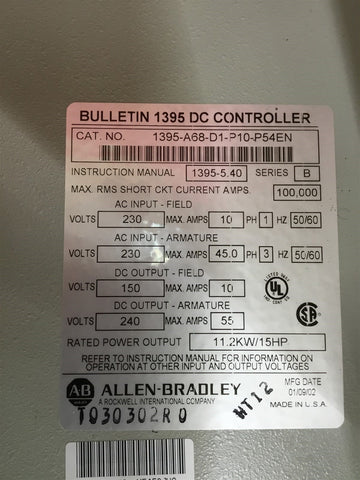 BULLETIN 1395 DC CONTROLLER
CAT. NO. 1395-A68-D1-P10-P54EN
INSTRUCTION MANUAL 1395-5.40 SERIES B
MAX. RMS SHORT CKT CURRENT AMPS. 100,000
AC INPUT - FIELD
VOLTS 230 MAX. AMPS 10 PH 1 HZ 50/60
AC INPUT - ARMATURE
VOLTS 230 MAX. AMPS 45.0 PH 3 HZ 50/60
DC OUTPUT - FIELD
VOLTS 150 MAX. AMPS 10
DC OUTPUT - ARMATURE
VOLTS 240 MAX. AMPS 55
LISTED
UL
SA
RATED POWER OUTPUT 11.2KW/15HP
REFER TO INSTRUCTION MANUAL FOR INFORMATION ON
OPERATION AT OTHER INPUT AND OUTPUT VOLTAGES
AB ALLEN-BRADLEY
A ROCKWELL INTERNATIONAL COMPANY
MFG DATE
01/09/02
MADE IN U.S.A.
T030302R0 HT12